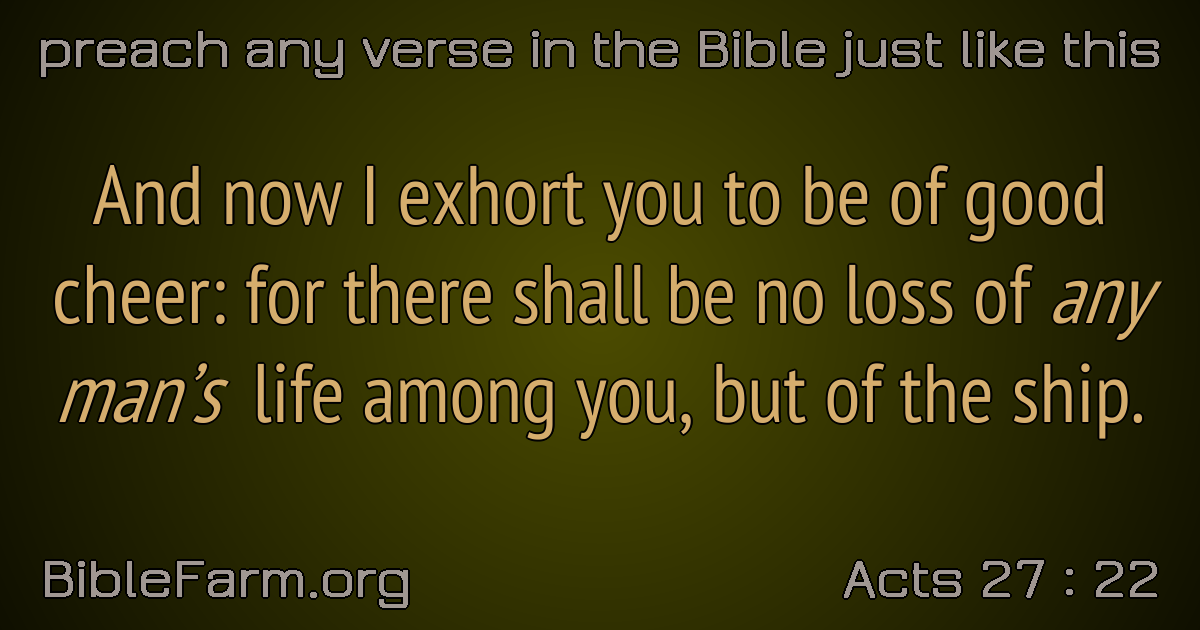 preach any verse in the Bible just like this
And now I exhort you to be of good
cheer: for there shall be no loss of any
man’s life among you, but of the ship.
BibleFarm.org
Acts 27 : 22